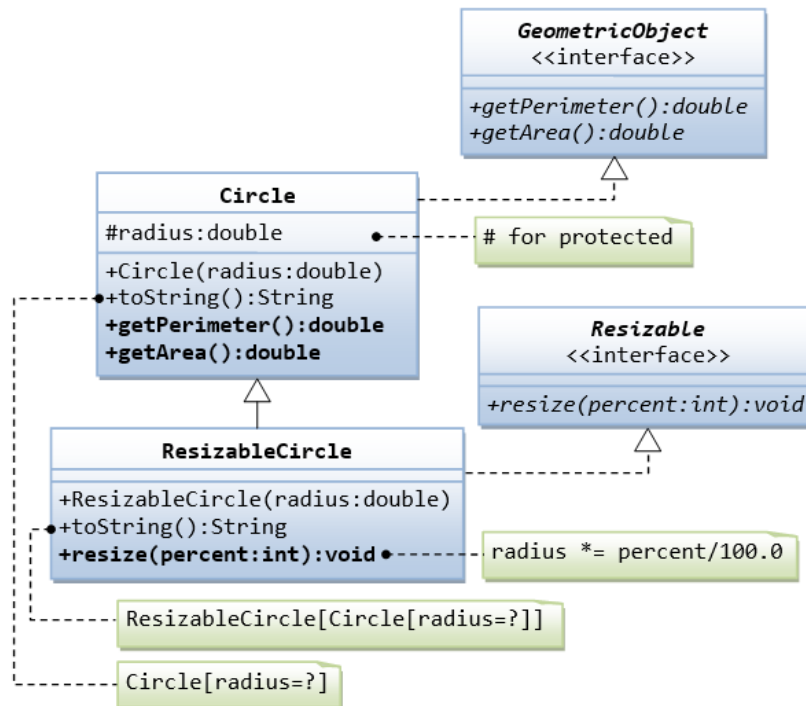 GeometricObject
<<interface>>
+getPerimeter():double
+getArea():double
Circle
#radius:double
# for protected
+Circle(radius:double)
+toString():String
+getPerimeter():double
+getArea():double
Resizable
<<interface>>
+resize(percent:int):void
ResizableCircle
+ResizableCircle(radius:double)
+toString():String
+resize(percent:int):void
radius *= percent/100.0
ResizableCircle[Circle[radius=?]]
Circle[radius=?]